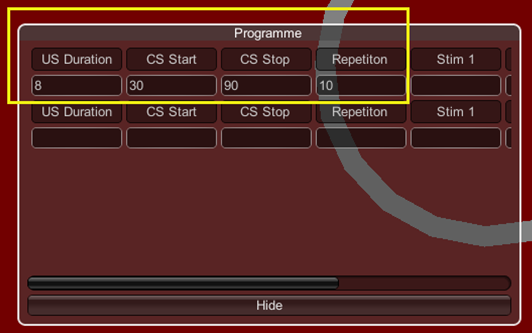 Programme
US Duration CS Start CS Stop Repetiton Stim 1
8 30 90 10
US Duration CS Start CS Stop Repetiton Stim 1
Hide